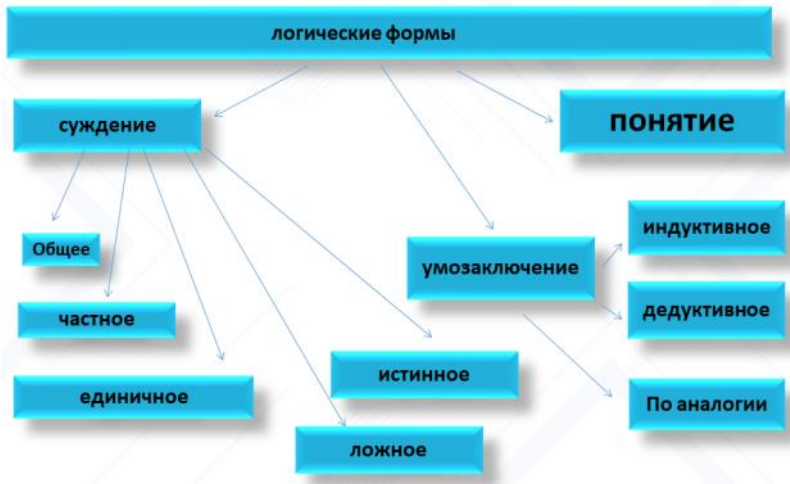 логические формы
суждение
понятие
Общее
частное
единичное
ложное
истинное
умозаключение
индуктивное
дедуктивное
По аналогии